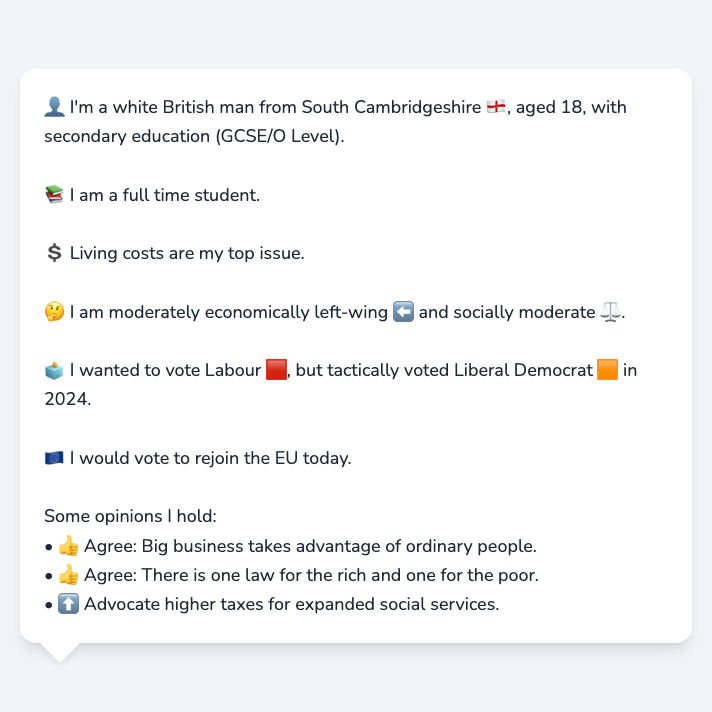 👤 I'm a white British man from South Cambridgeshire 🏴󠁧󠁢󠁥󠁮󠁧󠁿, aged 18, with
secondary education (GCSE/O Level).
📚 I am a full time student.
💲 Living costs are my top issue.
🤔 I am moderately economically left-wing ⬅️ and socially moderate ⚖️.
🗳️ I wanted to vote Labour 🟥, but tactically voted Liberal Democrat 🟧 in
2024.
🇪🇺 I would vote to rejoin the EU today.
Some opinions I hold:
• 👍 Agree: Big business takes advantage of ordinary people.
• 👍 Agree: There is one law for the rich and one for the poor.
• ⬆️ Advocate higher taxes for expanded social services.